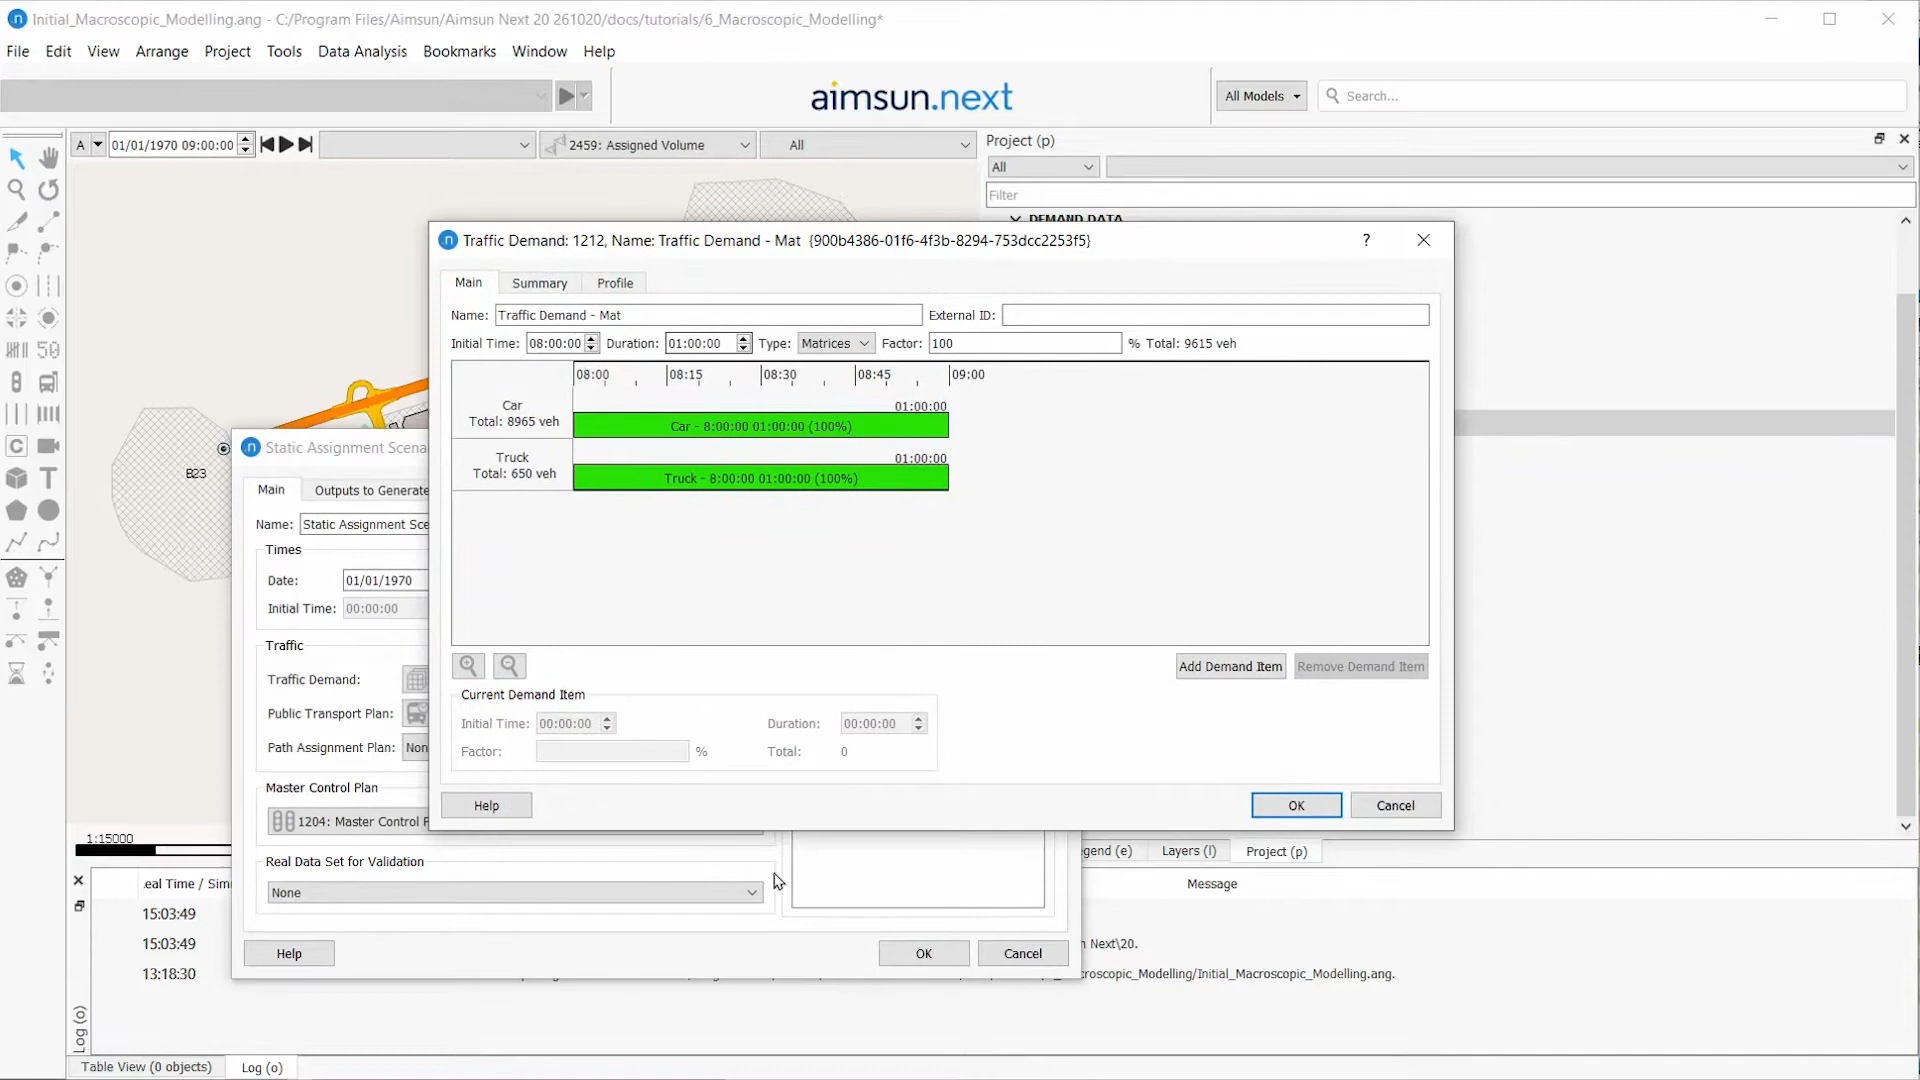 Initial_Macroscopic_Modelling.ang - C:/Program Files/Aimsun/Aimsun Next 20 261020/docs/tutorials/6_Macroscopic_Modelling*
File Edit View Arrange Project Tools Data Analysis Bookmarks Window Help
aimsun.next
All Models
Search...
A 01/01/1970 09:00:00 2459: Assigned Volume All
Project (p)
All
Filter
DEMAND DATA
Traffic Demand: 1212, Name: Traffic Demand - Mat {900b4386-01f6-4f3b-8294-753dcc2253f5} ?
Main Summary Profile
Name: Traffic Demand - Mat External ID:
Initial Time: 08:00:00 Duration: 01:00:00 Type: Matrices Factor: 100 % Total: 9615 veh
08:00 08:15 08:30 08:45 09:00
Car
Total: 8965 veh
01:00:00
Car - 8:00:00 01:00:00 (100%)
Truck
Total: 650 veh
01:00:00
Truck - 8:00:00 01:00:00 (100%)
Add Demand Item Remove Demand Item
Current Demand Item
Initial Time: 00:00:00 Duration: 00:00:00
Factor: % Total: 0
Help OK Cancel
B23
50
C
T
Static Assignment Scena
Main Outputs to Generate
Name: Static Assignment Sce
Times
Date: 01/01/1970
Initial Time: 00:00:00
Traffic
Traffic Demand:
Public Transport Plan:
Path Assignment Plan: Non
Master Control Plan
1204: Master Control P
Real Data Set for Validation
None
Help OK Cancel
1:15000
gend (e) Layers (l) Project (p)
eal Time / Simu Message
15:03:49
15:03:49 n Next\20.
13:18:30 croscopic_Modelling/Initial_Macroscopic_Modelling.ang.
Log (o)
Table View (0 objects) Log (o)